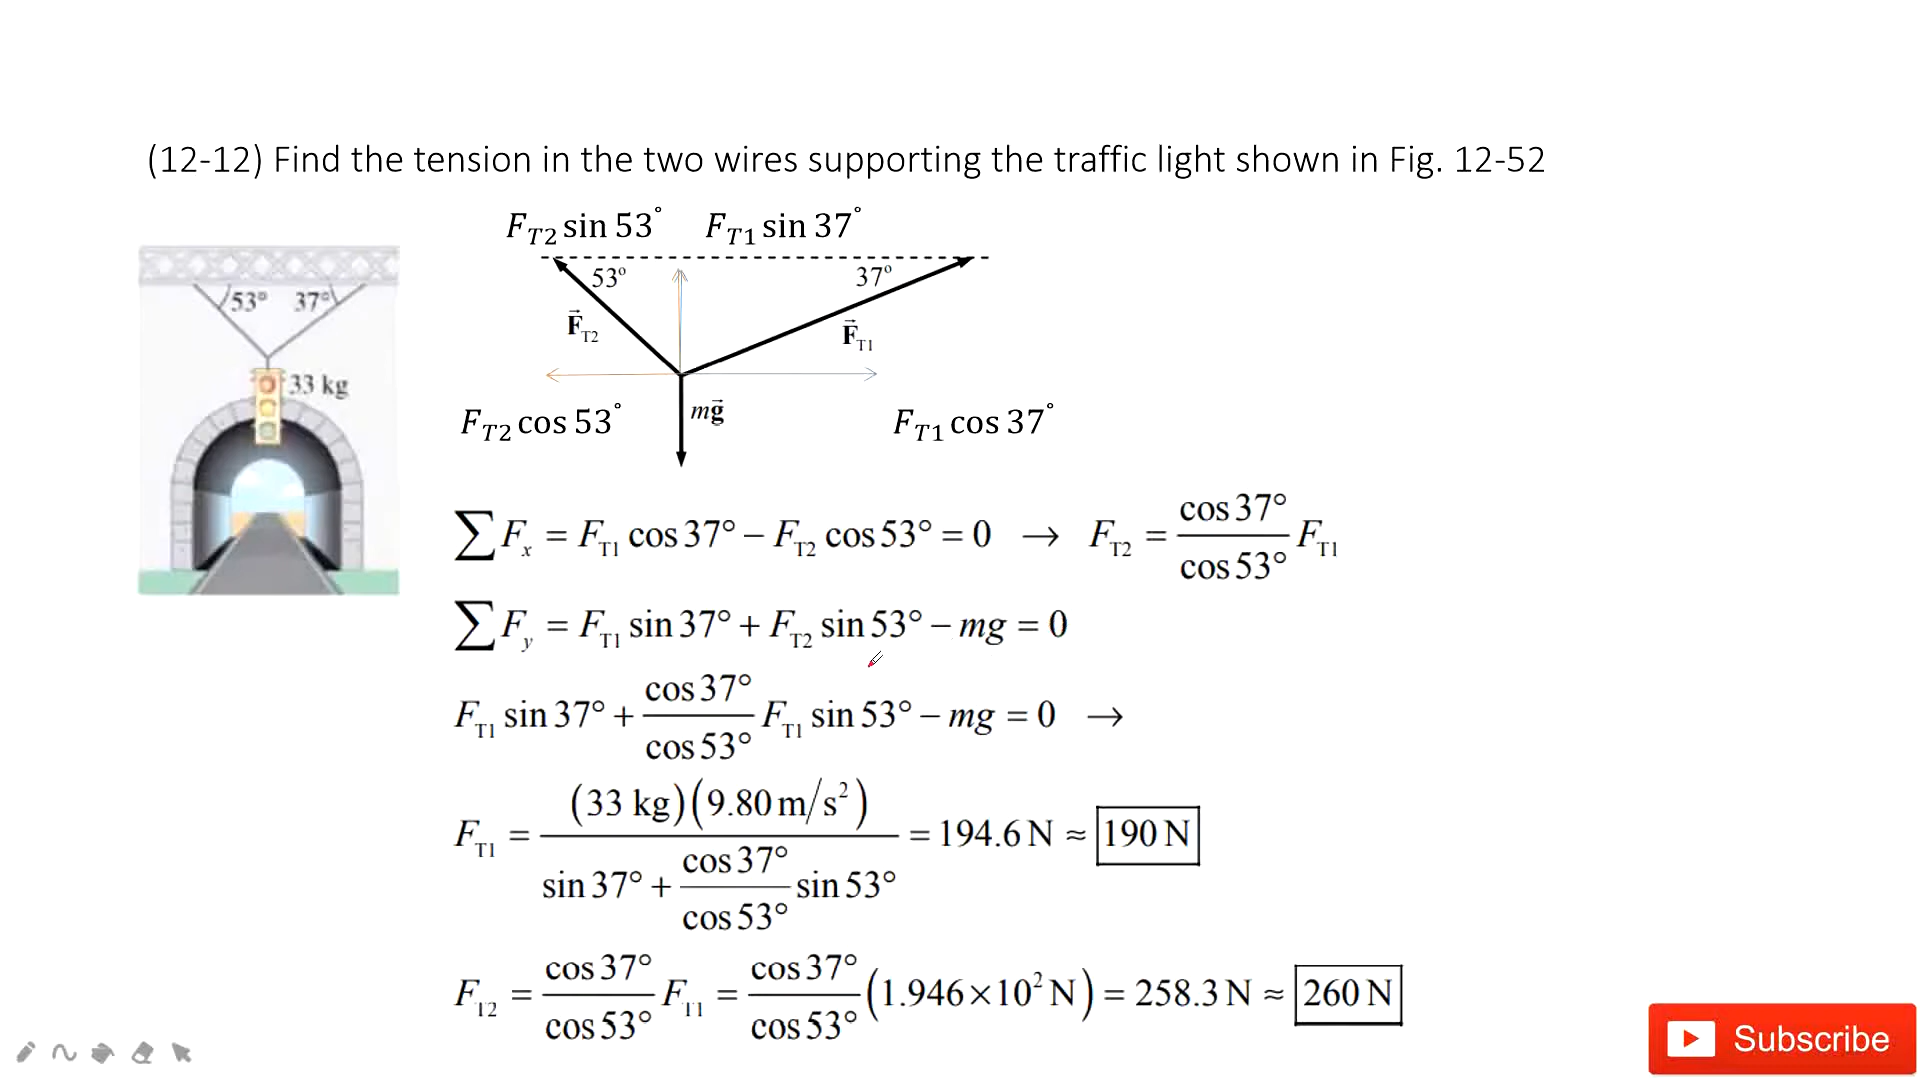 (12-12) Find the tension in the two wires supporting the traffic light shown in Fig. 12-52
F_T2 sin 53° F_T1 sin 37°
53° 37°
F⃗_T2 F⃗_T1
mg⃗
F_T2 cos 53° F_T1 cos 37°
53° 37°
33 kg
∑F_x = F_T1 cos 37° – F_T2 cos 53° = 0 → F_T2 = (cos 37° / cos 53°) F_T1
∑F_y = F_T1 sin 37° + F_T2 sin 53° – mg = 0
F_T1 sin 37° + (cos 37° / cos 53°) F_T1 sin 53° – mg = 0 →
F_T1 = (33 kg)(9.80 m/s²) / (sin 37° + (cos 37° / cos 53°) sin 53°) = 194.6 N ≈ 190 N
F_T2 = (cos 37° / cos 53°) F_T1 = (cos 37° / cos 53°) (1.946×10² N) = 258.3 N ≈ 260 N
Subscribe